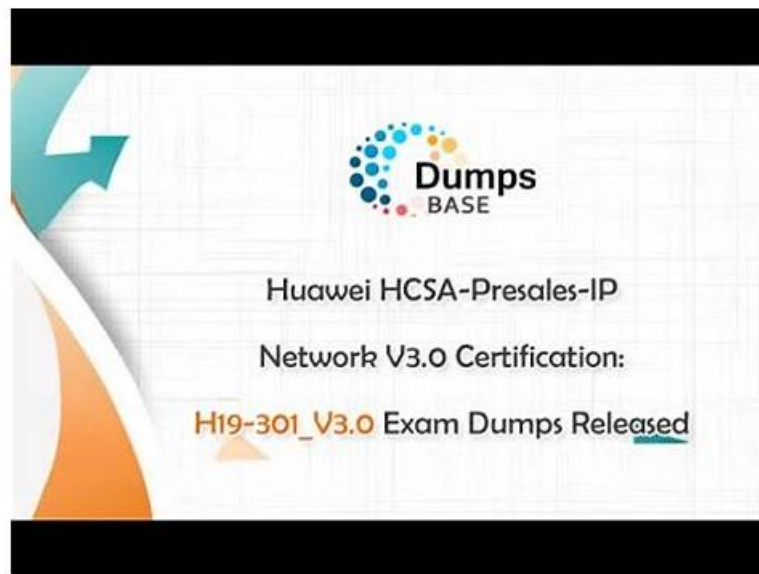 Dumps
BASE
Huawei HCSA-Presales-IP
Network V3.0 Certification:
H19-301_V3.0 Exam Dumps Released